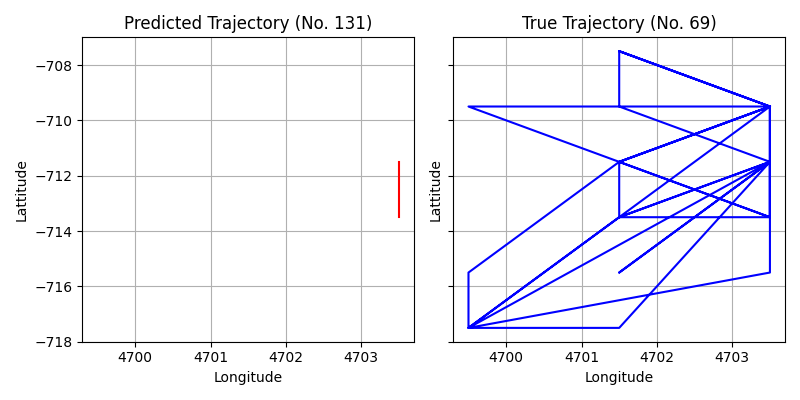 Predicted Trajectory (No. 131)
True Trajectory (No. 69)
−708
−710
−712
−714
−716
−718
Lattitude
Lattitude
4700 4701 4702 4703
4700 4701 4702 4703
Longitude
Longitude